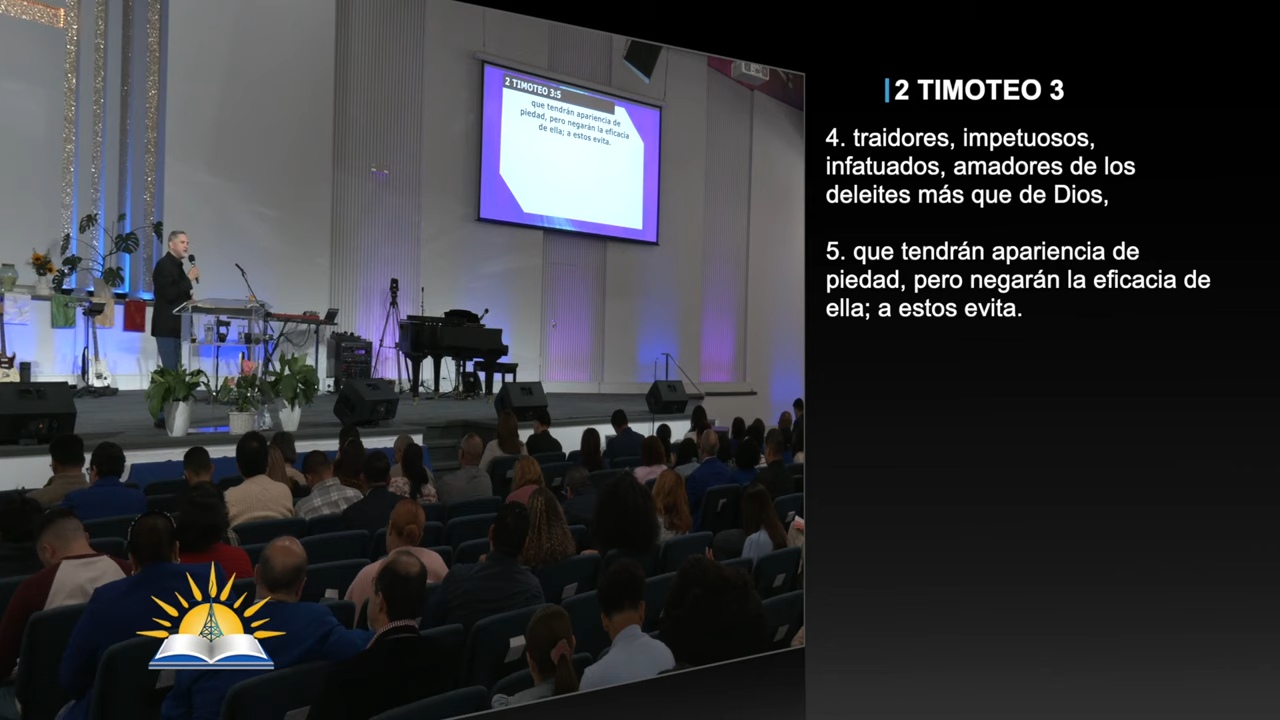 2 TIMOTEO 3:5
que tendrán apariencia de
piedad, pero negarán la eficacia
de ella; a estos evita.
2 TIMOTEO 3
4. traidores, impetuosos,
infatuados, amadores de los
deleites más que de Dios,
5. que tendrán apariencia de
piedad, pero negarán la eficacia de
ella; a estos evita.